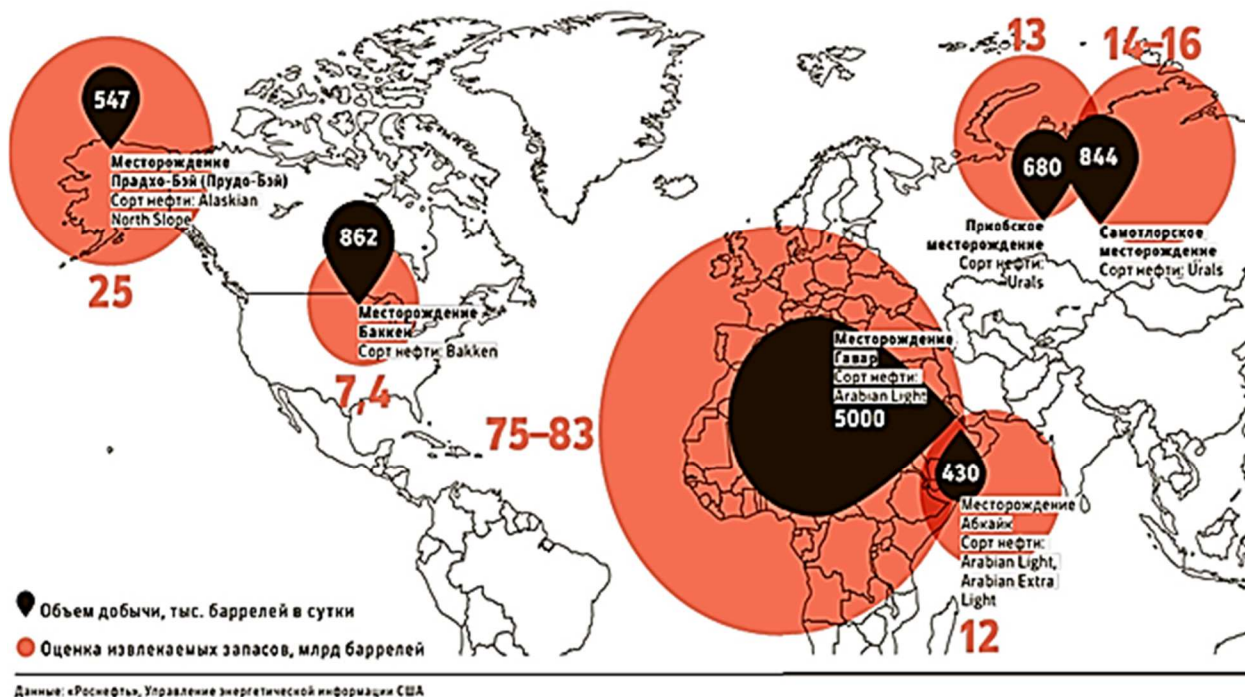 547
Месторождение
Прадхо-Бэй (Прудо-Бэй)
Сорт нефти: Alaskian
North Slope
25
862
Месторождение
Баккен
Сорт нефти: Bakken
7,4
13
14–16
680
844
Приобское
месторождение
Сорт нефти:
Urals
Самотлорское
месторождение
Сорт нефти: Urals
75–83
Месторождение
Гавар
Сорт нефти:
Arabian Light
5000
430
Месторождение
Абкайк
Сорт нефти:
Arabian Light,
Arabian Extra
Light
12
Объем добычи, тыс. баррелей в сутки
Оценка извлекаемых запасов, млрд баррелей
Данные: «Роснефть», Управление энергетической информации США